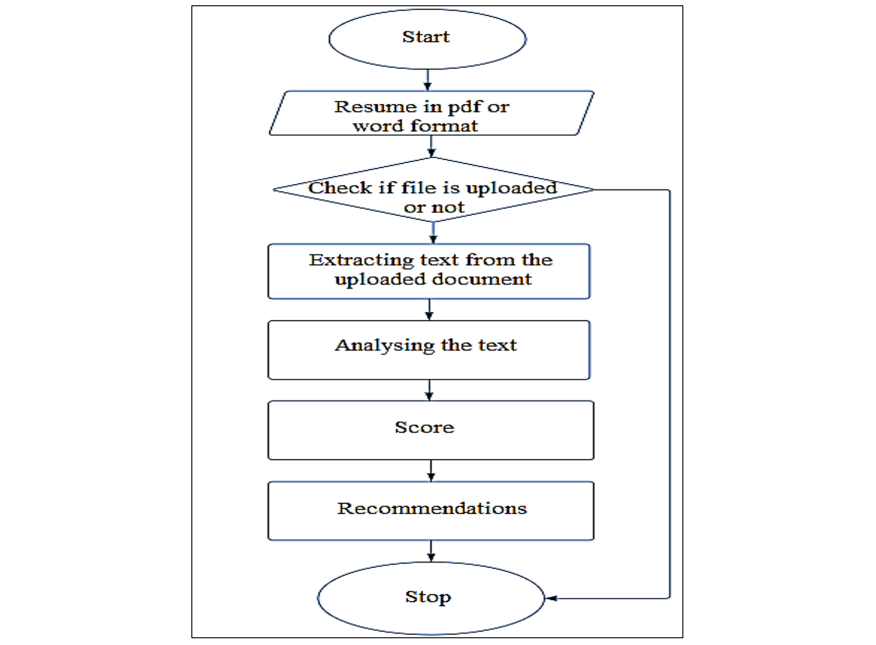 Start
Resume in pdf or
word format
Check if file is uploaded
or not
Extracting text from the
uploaded document
Analysing the text
Score
Recommendations
Stop